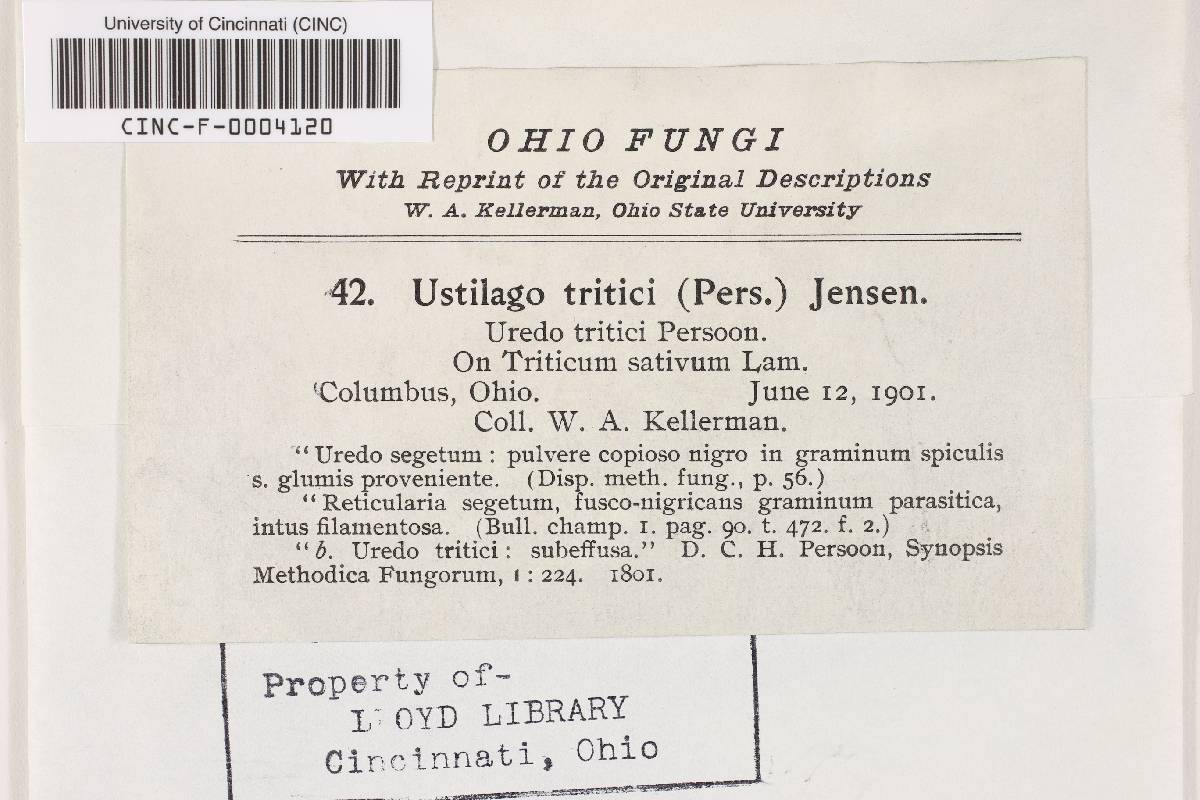 University of Cincinnati (CINC)
CINC-F-0004120
OHIO FUNGI
With Reprint of the Original Descriptions
W. A. Kellerman, Ohio State University
42. Ustilago tritici (Pers.) Jensen.
Uredo tritici Persoon.
On Triticum sativum Lam.
Columbus, Ohio. June 12, 1901.
Coll. W. A. Kellerman.
"Uredo segetum: pulvere copioso nigro in graminum spiculis
s. glumis proveniente. (Disp. meth. fung., p. 56.)
"Reticularia segetum, fusco-nigricans graminum parasitica,
intus filamentosa. (Bull. champ. 1. pag. 90. t. 472. f. 2.)
"b. Uredo tritici: subeffusa." D. C. H. Persoon, Synopsis
Methodica Fungorum, 1: 224. 1801.
Property of-
LLOYD LIBRARY
Cincinnati, Ohio